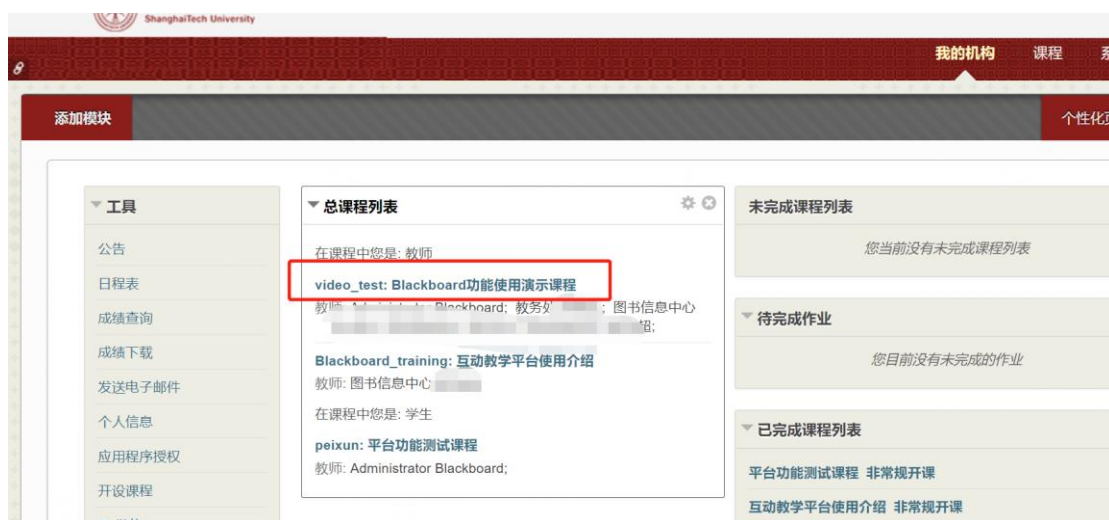 ShanghaiTech University
我的机构 课程
添加模块
个性化页
工具
公告
日程表
成绩查询
成绩下载
发送电子邮件
个人信息
应用程序授权
开设课程
总课程列表
在课程中您是: 教师
video_test: Blackboard功能使用演示课程
教师: Administrator Blackboard; 教务处 ; 图书信息中心
超;
Blackboard_training: 互动教学平台使用介绍
教师: 图书信息中心
在课程中您是: 学生
peixun: 平台功能测试课程
教师: Administrator Blackboard;
未完成课程列表
您当前没有未完成课程列表
待完成作业
您目前没有未完成的作业
已完成课程列表
平台功能测试课程 非常规开课
互动教学平台使用介绍 非常规开课